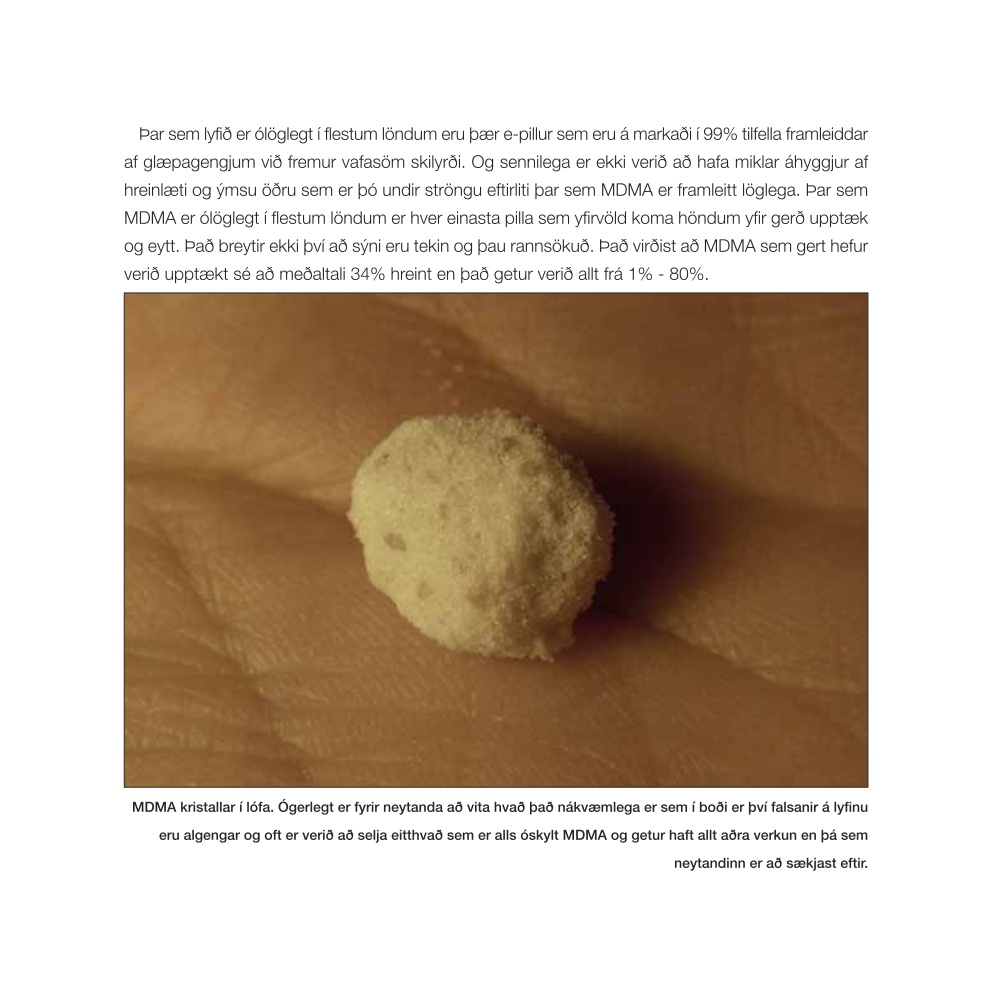 Þar sem lyfið er ólöglegt í flestum löndum eru þær e-pillur sem eru á markaði í 99% tilfella framleiddar
af glæpagengjum við fremur vafasöm skilyrði. Og sennilega er ekki verið að hafa miklar áhyggjur af
hreinlæti og ýmsu öðru sem er þó undir ströngu eftirliti þar sem MDMA er framleitt löglega. Þar sem
MDMA er ólöglegt í flestum löndum er hver einasta pilla sem yfirvöld koma höndum yfir gerð upptæk
og eytt. Það breytir ekki því að sýni eru tekin og þau rannsökuð. Það virðist að MDMA sem gert hefur
verið upptækt sé að meðaltali 34% hreint en það getur verið allt frá 1% - 80%.
MDMA kristallar í lófa. Ógerlegt er fyrir neytanda að vita hvað það nákvæmlega er sem í boði er því falsanir á lyfinu
eru algengar og oft er verið að selja eitthvað sem er alls óskylt MDMA og getur haft allt aðra verkun en þá sem
neytandinn er að sækjast eftir.